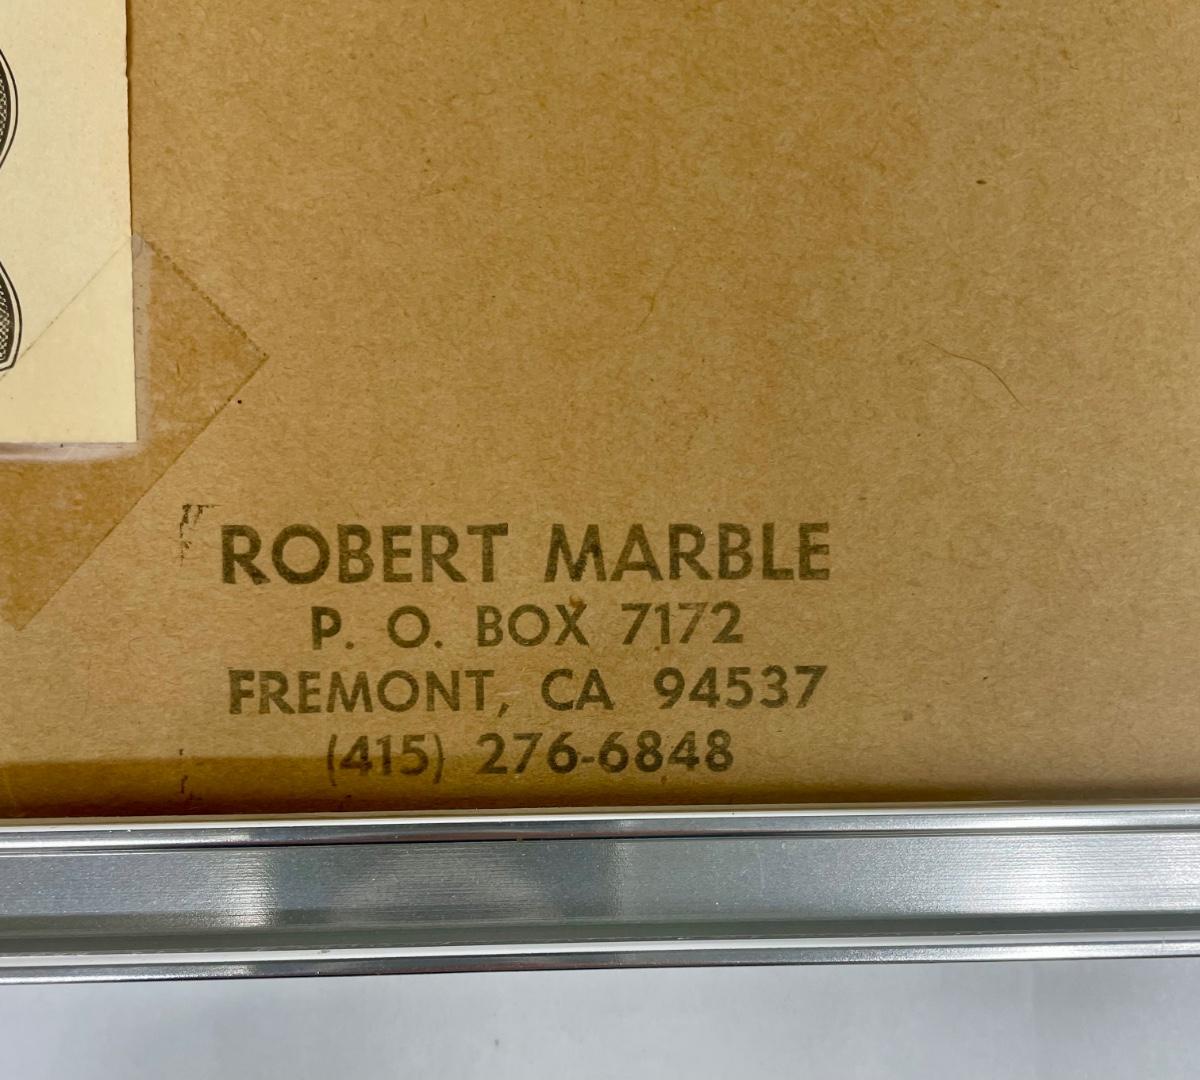 ROBERT MARBLE
P. O. BOX 7172
FREMONT, CA 94537
(415) 276-6848